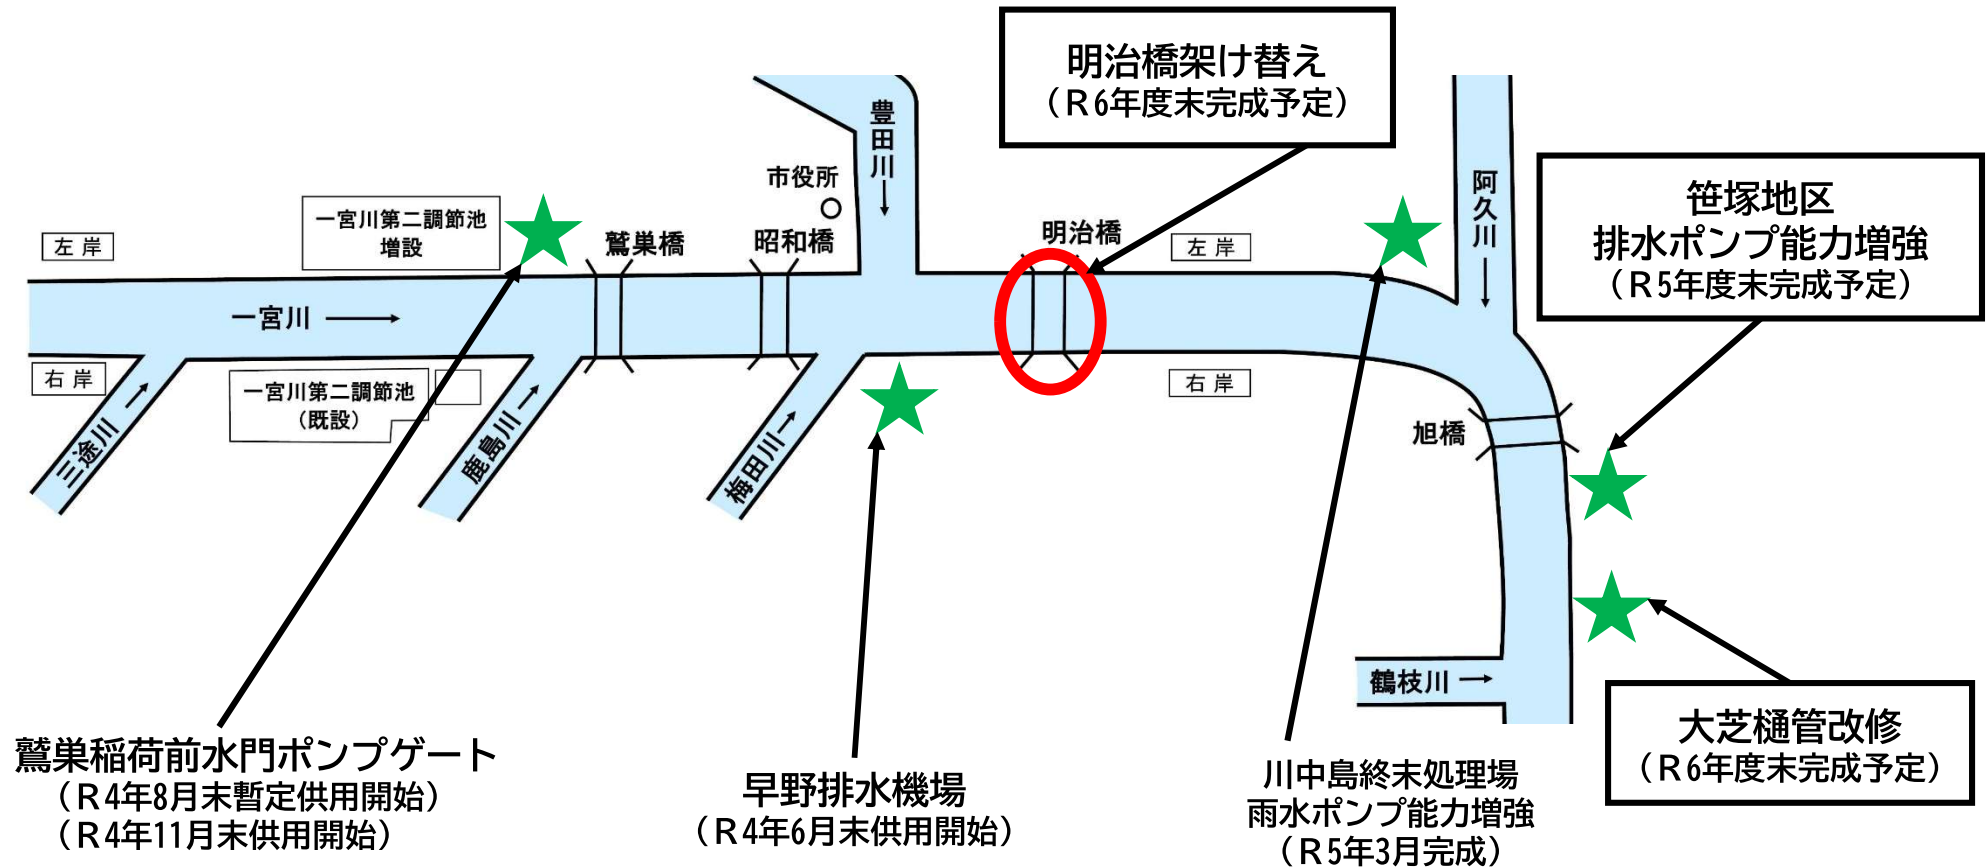 明治橋架け替え
（Ｒ6年度末完成予定）
豊田川
阿久川
笹塚地区
排水ポンプ能力増強
（Ｒ5年度末完成予定）
市役所
一宮川第二調節池
増設
左岸
鷲巣橋
昭和橋
明治橋
左岸
一宮川
右岸
一宮川第二調節池
（既設）
右岸
三途川
鹿島川
梅田川
旭橋
鶴枝川
大芝樋管改修
（Ｒ6年度末完成予定）
鷲巣稲荷前水門ポンプゲート
（Ｒ4年8月末暫定供用開始）
（Ｒ4年11月末供用開始）
早野排水機場
（Ｒ4年6月末供用開始）
川中島終末処理場
雨水ポンプ能力増強
（Ｒ5年3月完成）